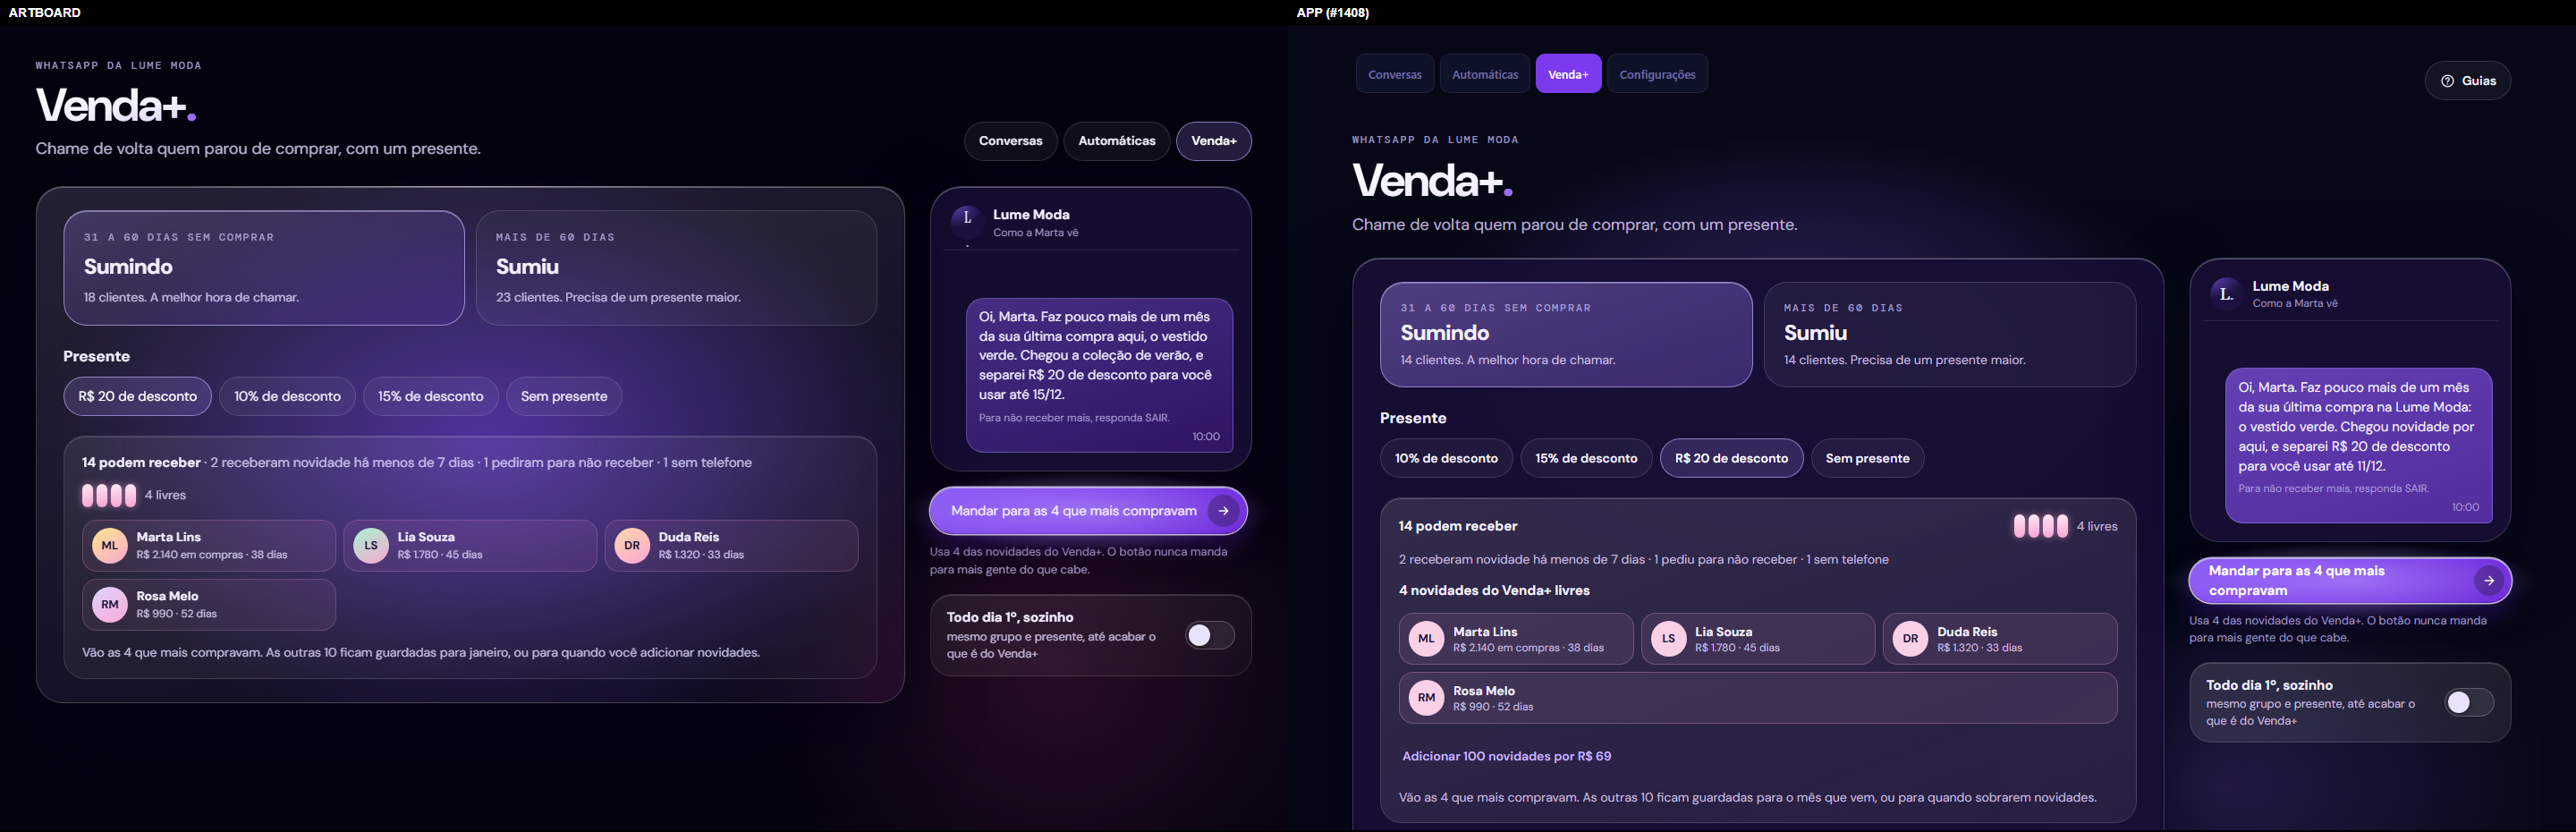 ARTBOARD
WHATSAPP DA LUME MODA
Venda+.
Chame de volta quem parou de comprar, com um presente.
Conversas
Automáticas
Venda+
31 A 60 DIAS SEM COMPRAR
Sumindo
18 clientes. A melhor hora de chamar.
MAIS DE 60 DIAS
Sumiu
23 clientes. Precisa de um presente maior.
Presente
R$ 20 de desconto
10% de desconto
15% de desconto
Sem presente
14 podem receber · 2 receberam novidade há menos de 7 dias · 1 pediram para não receber · 1 sem telefone
4 livres
ML
Marta Lins
R$ 2.140 em compras · 38 dias
LS
Lia Souza
R$ 1.780 · 45 dias
DR
Duda Reis
R$ 1.320 · 33 dias
RM
Rosa Melo
R$ 990 · 52 dias
Vão as 4 que mais compravam. As outras 10 ficam guardadas para janeiro, ou para quando você adicionar novidades.
L
.
Lume Moda
Como a Marta vê
Oi, Marta. Faz pouco mais de um mês
da sua última compra aqui, o vestido
verde. Chegou a coleção de verão, e
separei R$ 20 de desconto para você
usar até 15/12.
Para não receber mais, responda SAIR.
10:00
Mandar para as 4 que mais compravam
Usa 4 das novidades do Venda+. O botão nunca manda
para mais gente do que cabe.
Todo dia 1º, sozinho
mesmo grupo e presente, até acabar o
que é do Venda+
APP (#1408)
Conversas
Automáticas
Venda+
Configurações
Guias
WHATSAPP DA LUME MODA
Venda+.
Chame de volta quem parou de comprar, com um presente.
31 A 60 DIAS SEM COMPRAR
Sumindo
14 clientes. A melhor hora de chamar.
MAIS DE 60 DIAS
Sumiu
14 clientes. Precisa de um presente maior.
Presente
10% de desconto
15% de desconto
R$ 20 de desconto
Sem presente
14 podem receber
4 livres
2 receberam novidade há menos de 7 dias · 1 pediu para não receber · 1 sem telefone
4 novidades do Venda+ livres
ML
Marta Lins
R$ 2.140 em compras · 38 dias
LS
Lia Souza
R$ 1.780 · 45 dias
DR
Duda Reis
R$ 1.320 · 33 dias
RM
Rosa Melo
R$ 990 · 52 dias
Adicionar 100 novidades por R$ 69
Vão as 4 que mais compravam. As outras 10 ficam guardadas para o mês que vem, ou para quando sobrarem novidades.
L.
Lume Moda
Como a Marta vê
Oi, Marta. Faz pouco mais de um mês
da sua última compra na Lume Moda:
o vestido verde. Chegou novidade por
aqui, e separei R$ 20 de desconto
para você usar até 11/12.
Para não receber mais, responda SAIR.
10:00
Mandar para as 4 que mais
compravam
Usa 4 das novidades do Venda+. O botão nunca manda
para mais gente do que cabe.
Todo dia 1º, sozinho
mesmo grupo e presente, até acabar o
que é do Venda+